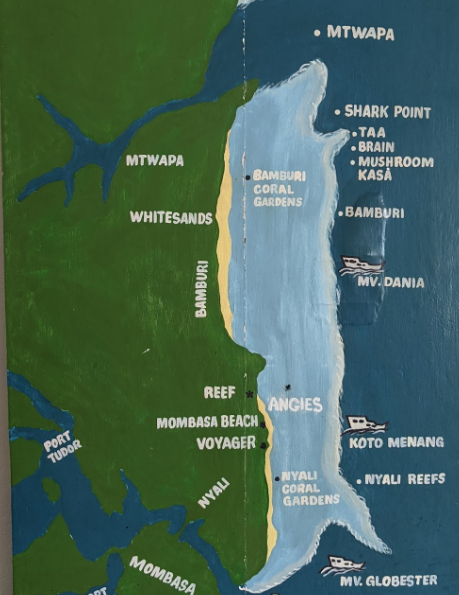 MTWAPA
SHARK POINT
TAA
BRAIN
MUSHROOM
KASA
MTWAPA
BAMBURI
CORAL
GARDENS
WHITESANDS
BAMBURI
BAMBURI
MV. DANIA
REEF
ANGIES
MOMBASA BEACH
VOYAGER
KOTO MENANG
PORT
TUDOR
NYALI
NYALI
CORAL
GARDENS
NYALI REEFS
MOMBASA
MV. GLOBESTER